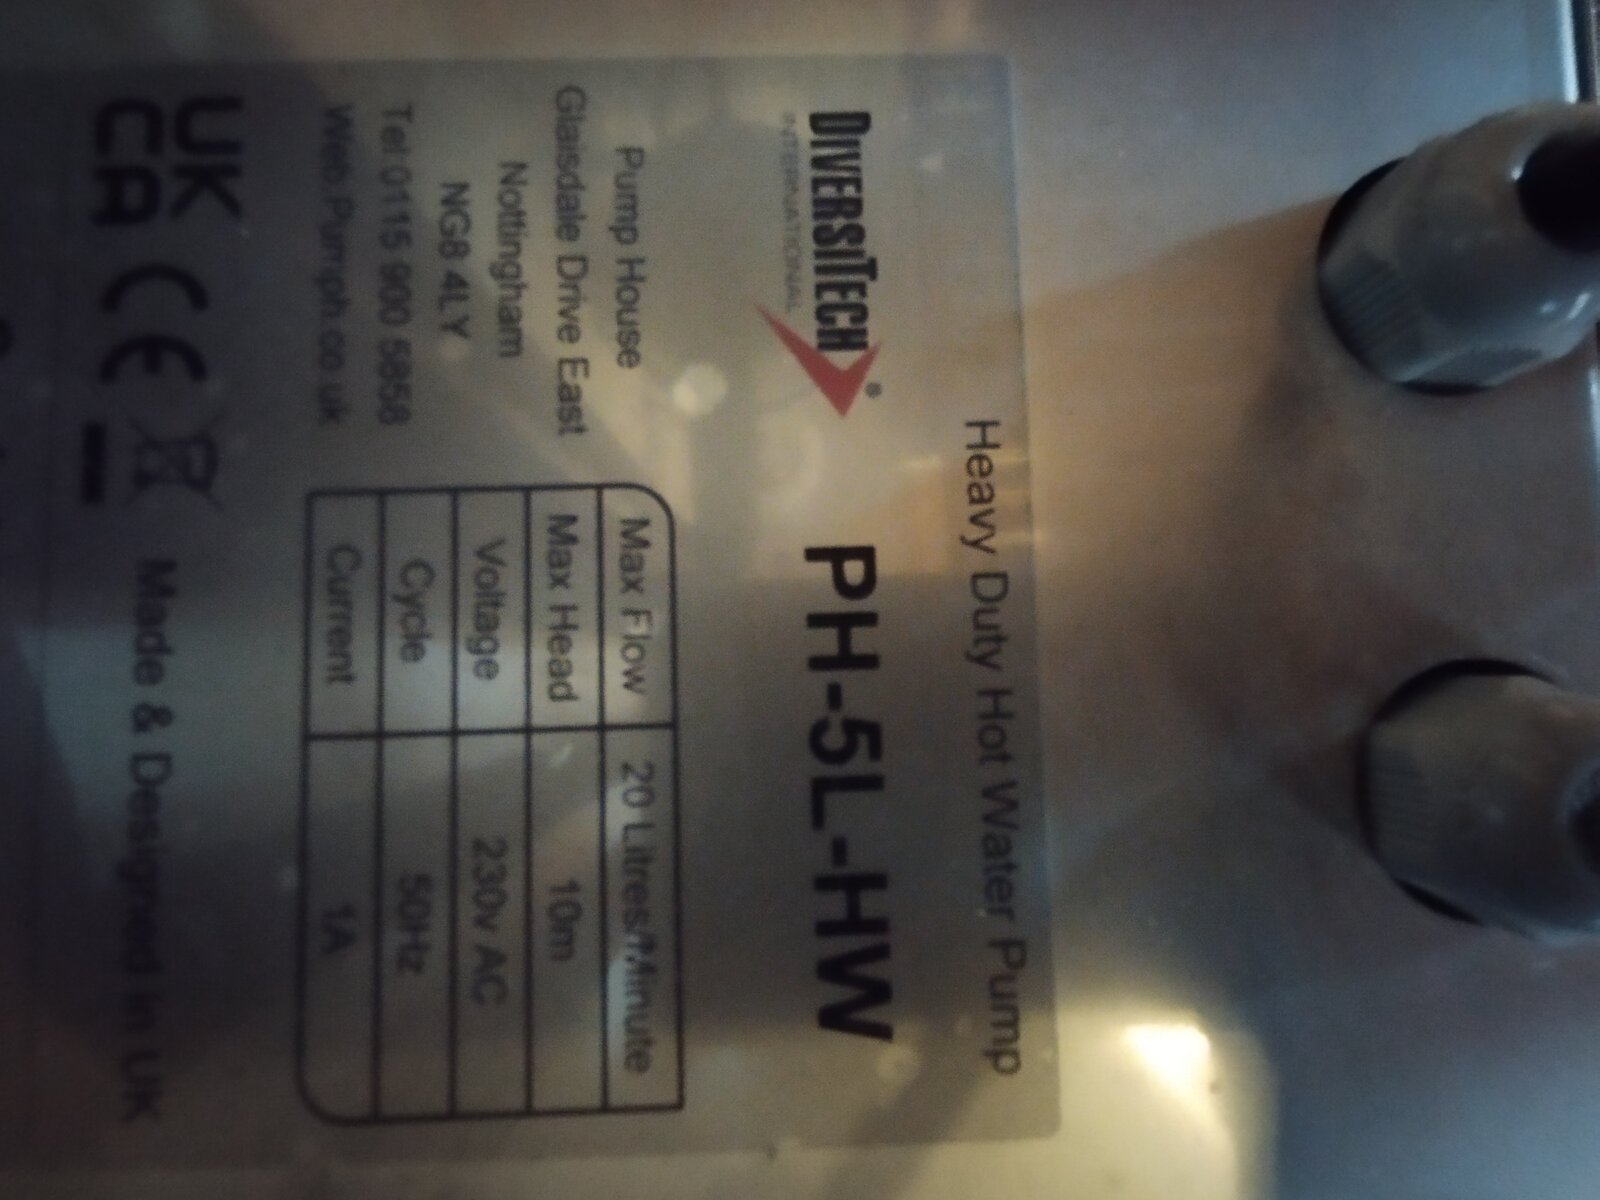 Heavy Duty Hot Water Pump
DIVERSITECH®
INTERNATIONAL
PH-5L-HW
Pump House
Glaisdale Drive East
Nottingham
NG8 4LY
Tel 0115 900 5858
Web Pumph.co.uk
Max Flow 20 Litres/Minute
Max Head 10m
Voltage 230v AC
Cycle 50Hz
Current 1A
UK
CA CE Made & Designed in UK